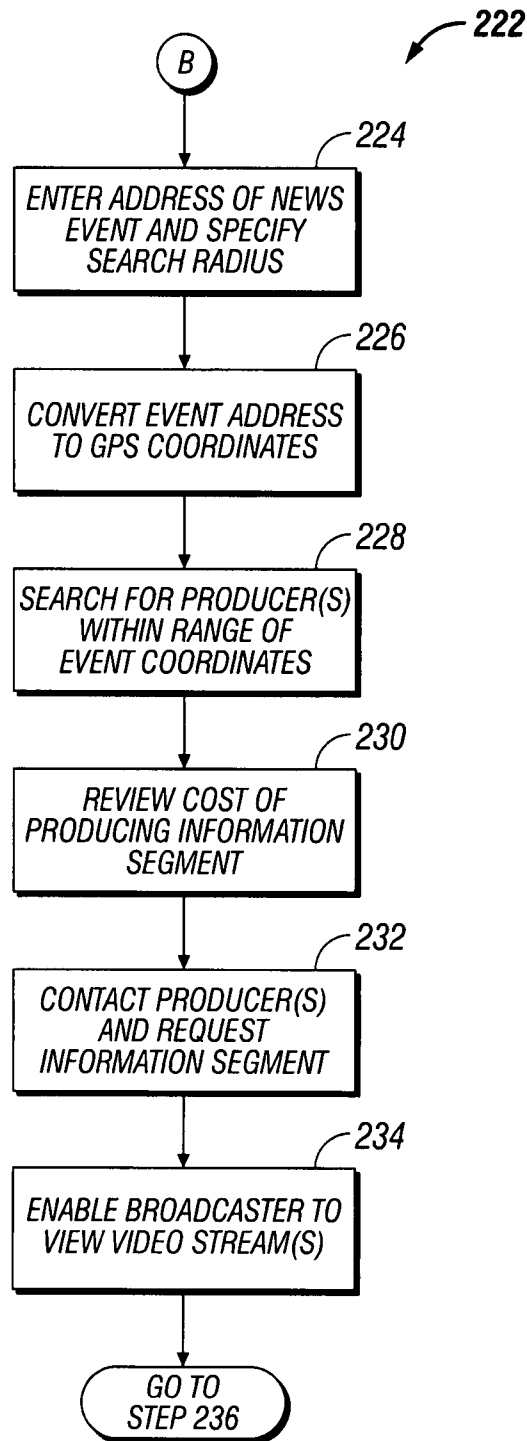 222
B
224
ENTER ADDRESS OF NEWS
EVENT AND SPECIFY
SEARCH RADIUS
226
CONVERT EVENT ADDRESS
TO GPS COORDINATES
228
SEARCH FOR PRODUCER(S)
WITHIN RANGE OF
EVENT COORDINATES
230
REVIEW COST OF
PRODUCING INFORMATION
SEGMENT
232
CONTACT PRODUCER(S)
AND REQUEST
INFORMATION SEGMENT
234
ENABLE BROADCASTER TO
VIEW VIDEO STREAM(S)
GO TO
STEP 236